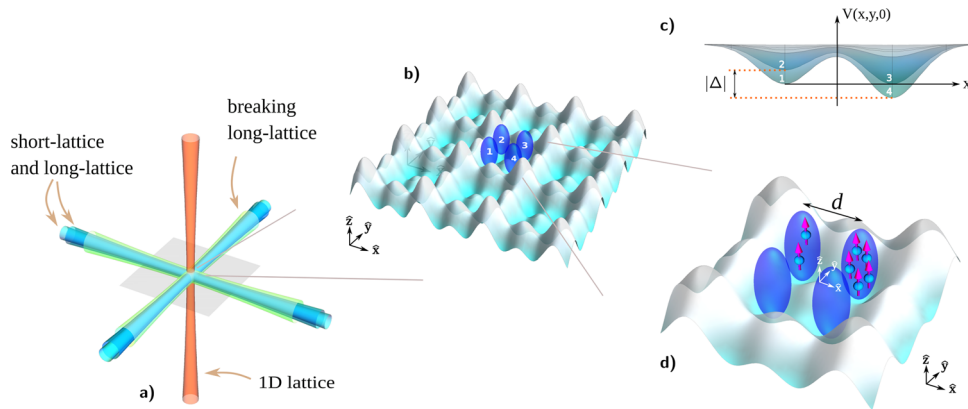 short-lattice
and long-lattice
breaking
long-lattice
1D lattice
a)
b)
1
2
3
4
ẑ
ŷ
x̂
c)
V(x,y,0)
2
1
3
4
|Δ|
x
d
ẑ
ŷ
x̂
d)
ẑ
ŷ
x̂